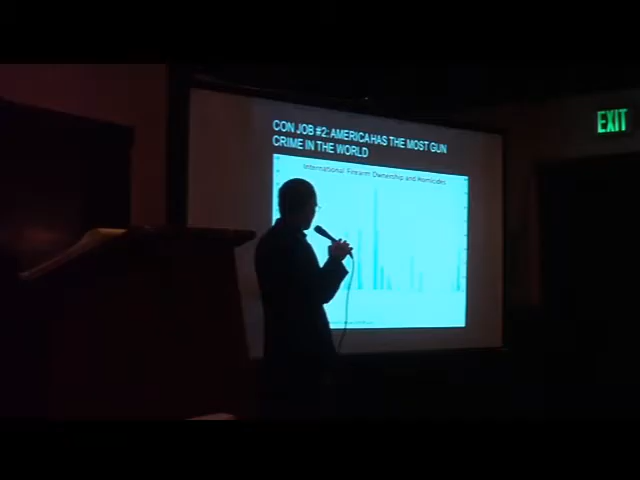 CON JOB #2: AMERICA HAS THE MOST GUN
CRIME IN THE WORLD
International Firearm Ownership and Homicides
EXIT